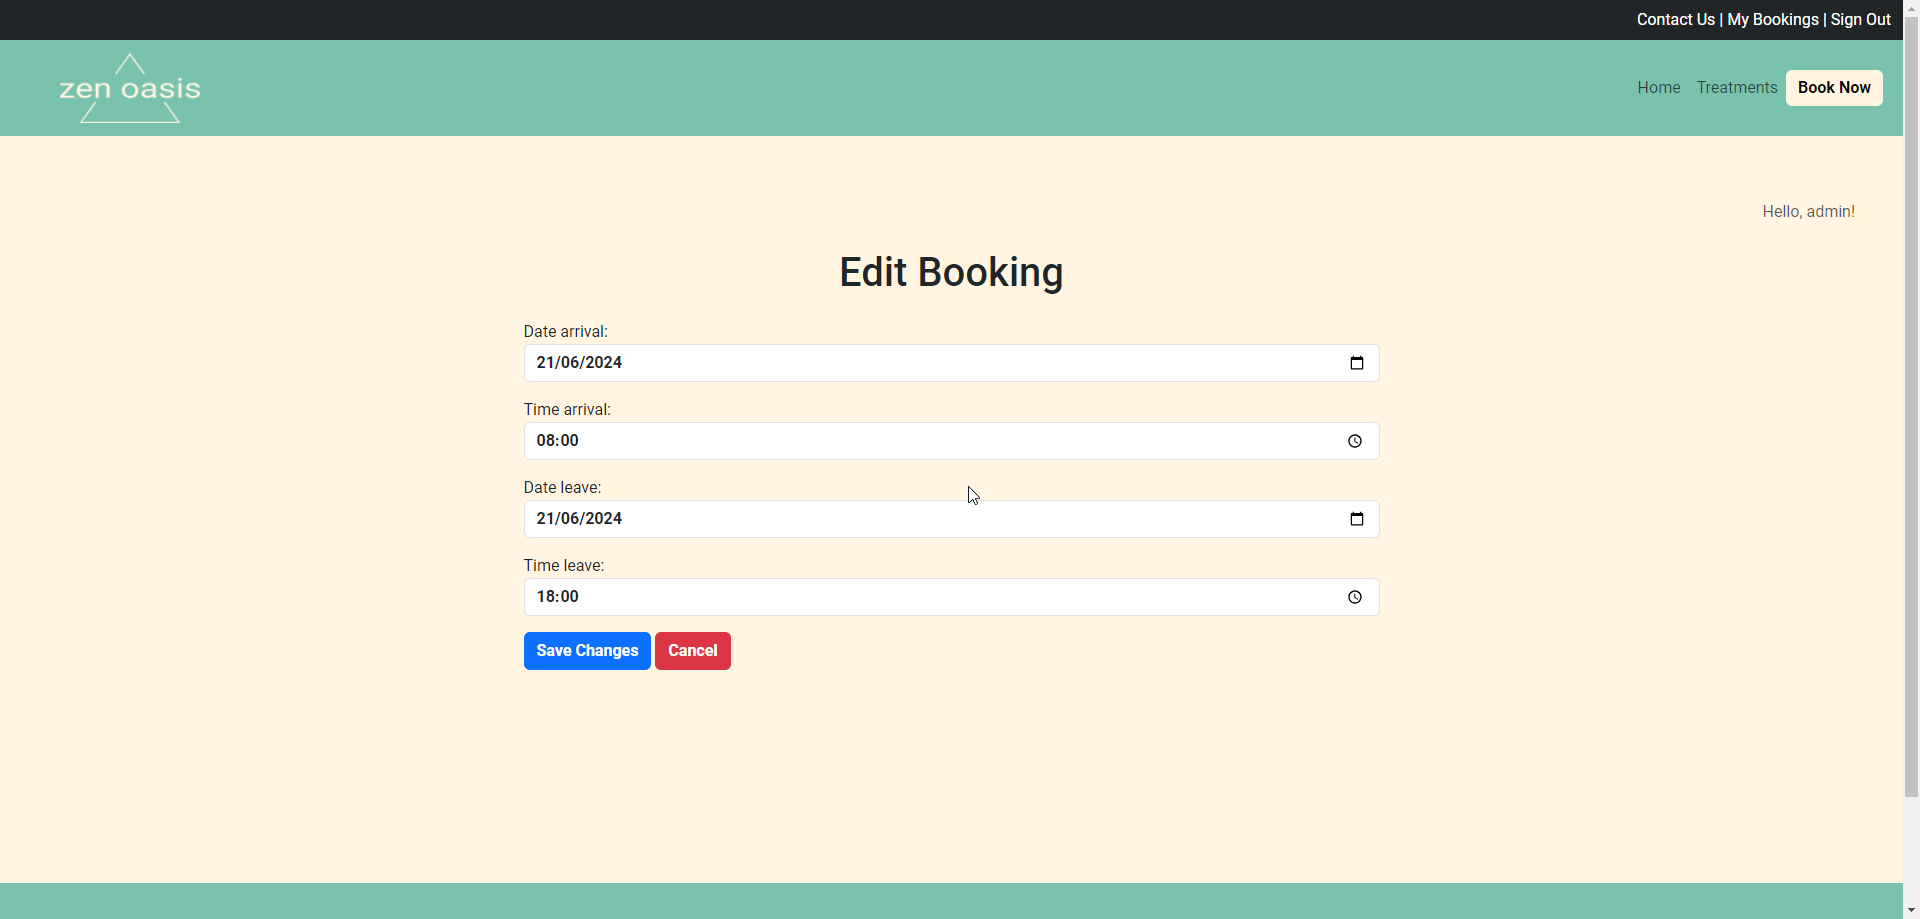 Contact Us | My Bookings | Sign Out
zen oasis
Home Treatments Book Now
Hello, admin!
Edit Booking
Date arrival:
21/06/2024
Time arrival:
08:00
Date leave:
21/06/2024
Time leave:
18:00
Save Changes Cancel